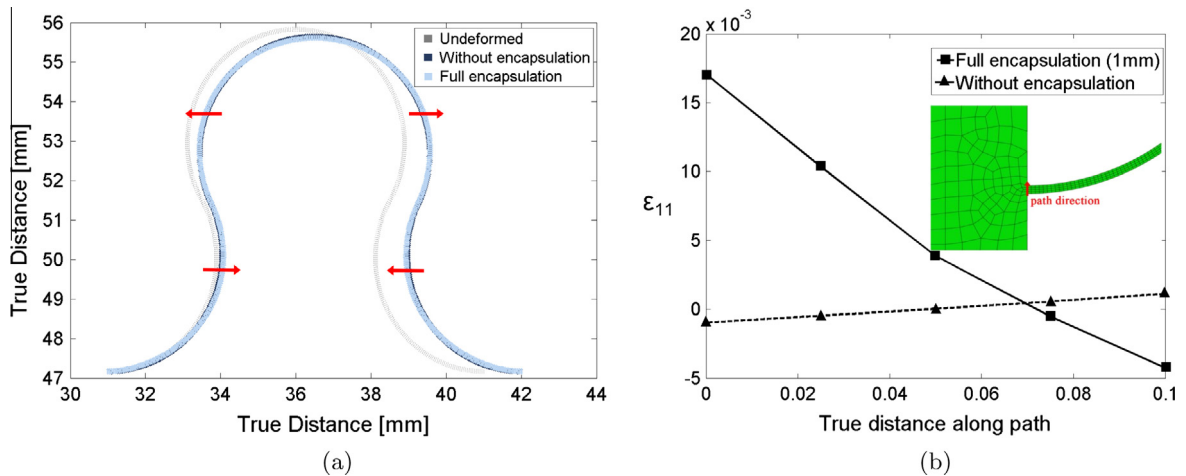 56
55
54
53
52
51
50
49
48
47
True Distance [mm]
30
32
34
36
38
40
42
44
True Distance [mm]
Undeformed
Without encapsulation
Full encapsulation
(a)
x 10⁻³
20
15
10
5
0
-5
ε₁₁
0
0.02
0.04
0.06
0.08
0.1
True distance along path
Full encapsulation (1mm)
Without encapsulation
path direction
(b)